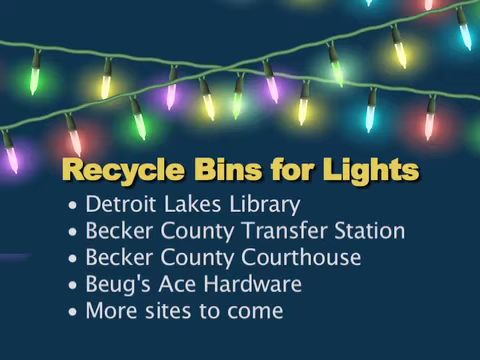 Recycle Bins for Lights
• Detroit Lakes Library
• Becker County Transfer Station
• Becker County Courthouse
• Beug's Ace Hardware
• More sites to come